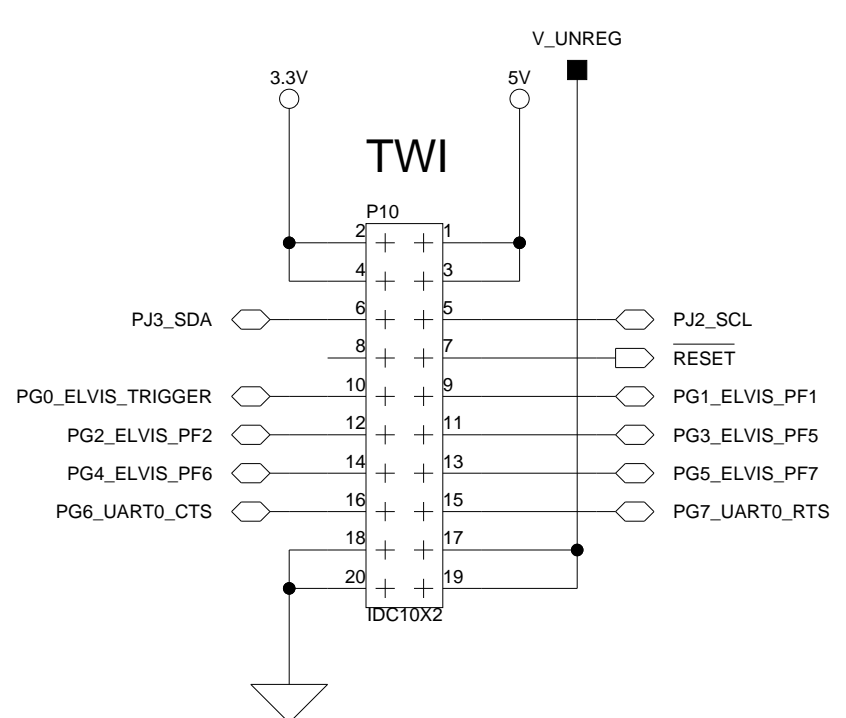 V_UNREG
3.3V 5V
TWI
P10
2 1
4 3
PJ3_SDA 6 5 PJ2_SCL
8 7 RESET
PG0_ELVIS_TRIGGER 10 9 PG1_ELVIS_PF1
PG2_ELVIS_PF2 12 11 PG3_ELVIS_PF5
PG4_ELVIS_PF6 14 13 PG5_ELVIS_PF7
PG6_UART0_CTS 16 15 PG7_UART0_RTS
18 17
20 19
IDC10X2